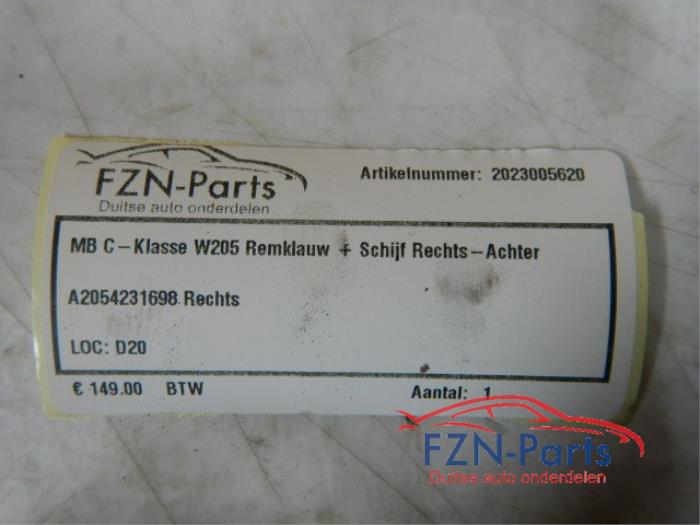 FZN-Parts
Duitse auto onderdelen
Artikelnummer: 2023005620
MB C-Klasse W205 Remklauw + Schijf Rechts-Achter
A2054231698 Rechts
LOC: D20
€ 149.00 BTW
Aantal: 1
FZN-Parts
Duitse auto onderdelen